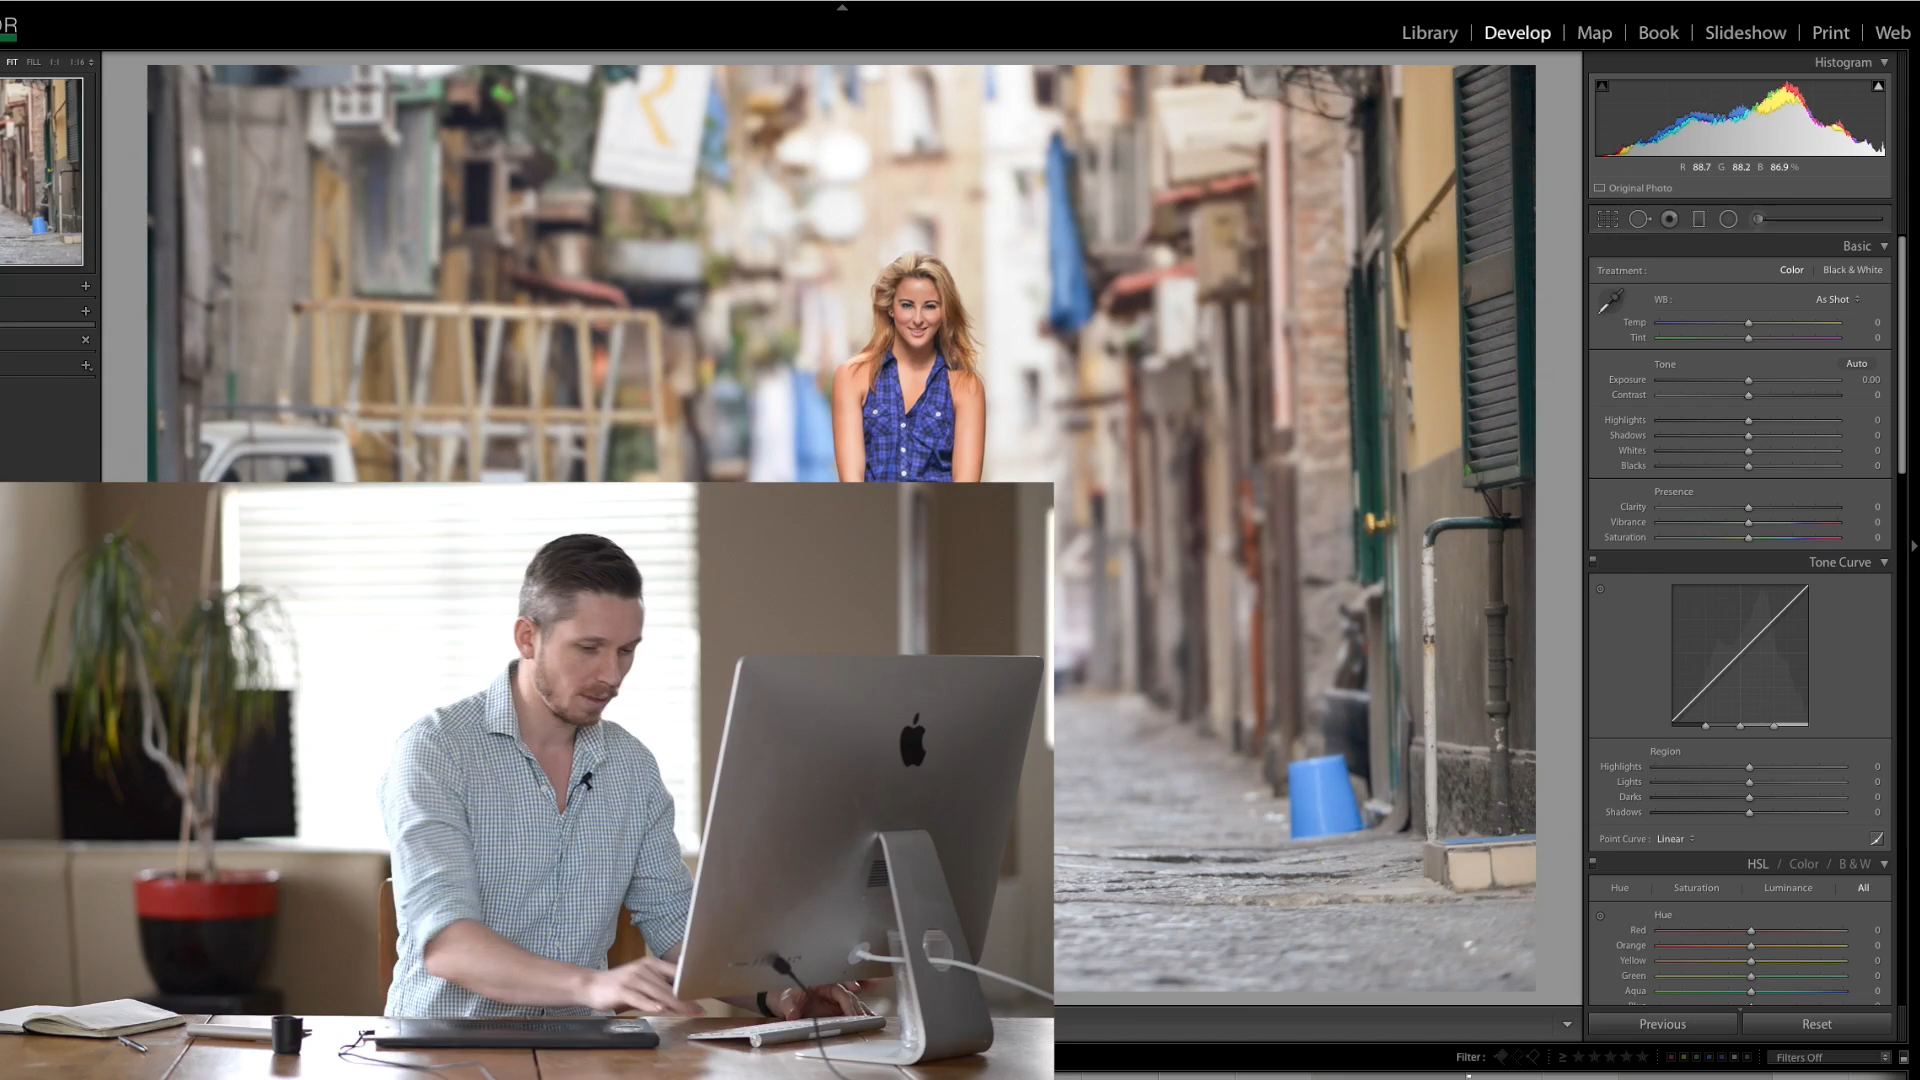 OR
Library | Develop | Map | Book | Slideshow | Print | Web
FIT FILL 1:1 1:16
Histogram
R 88.7 G 88.2 B 86.9 %
Original Photo
Basic
Treatment : Color | Black & White
WB : As Shot
Temp 0
Tint 0
Tone Auto
Exposure 0.00
Contrast 0
Highlights 0
Shadows 0
Whites 0
Blacks 0
Presence
Clarity 0
Vibrance 0
Saturation 0
Tone Curve
Region
Highlights 0
Lights 0
Darks 0
Shadows 0
Point Curve : Linear
HSL / Color / B & W
Hue Saturation Luminance All
Hue
Red 0
Orange 0
Yellow 0
Green 0
Aqua 0
Previous Reset
Filter : ≥ Filters Off